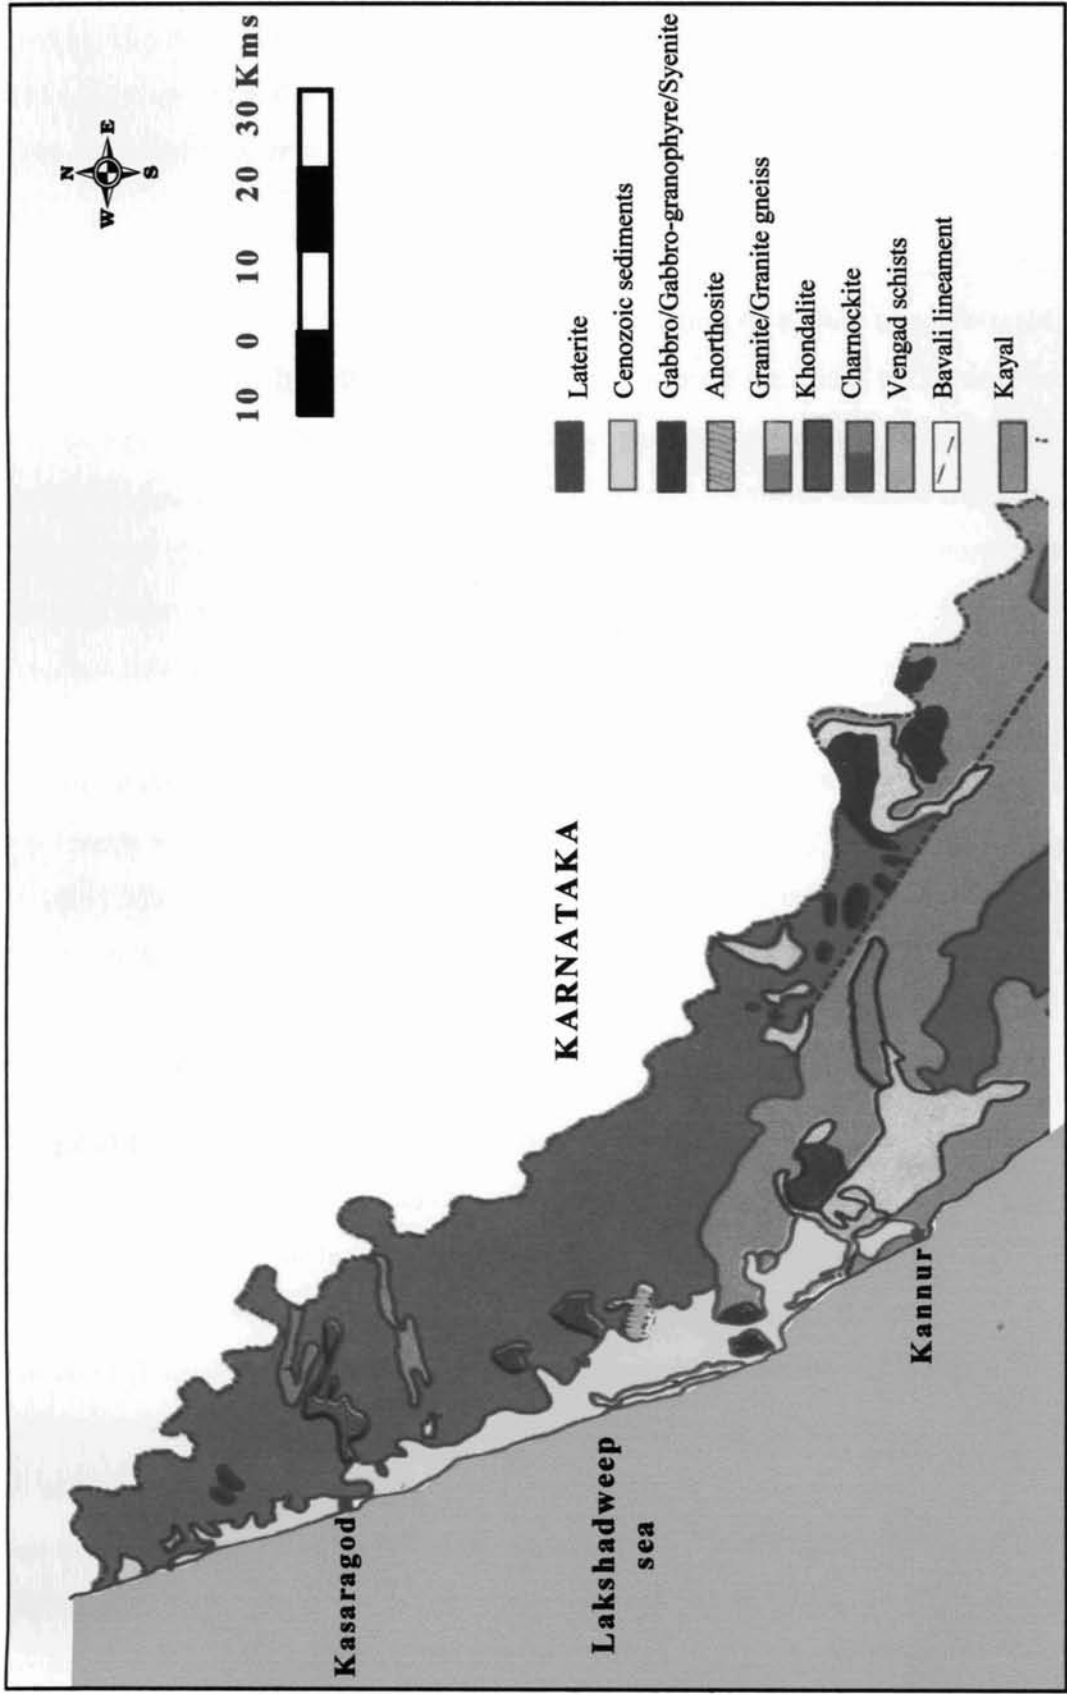 N
W E
S
10 0 10 20 30 Kms
KARNATAKA
Laterite
Cenozoic sediments
Gabbro/Gabbro-granophyre/Syenite
Anorthosite
Granite/Granite gneiss
Khondalite
Charnockite
Vengad schists
Bavali lineament
Kayal
Kasaragod
Lakshadweep
sea
Kannur